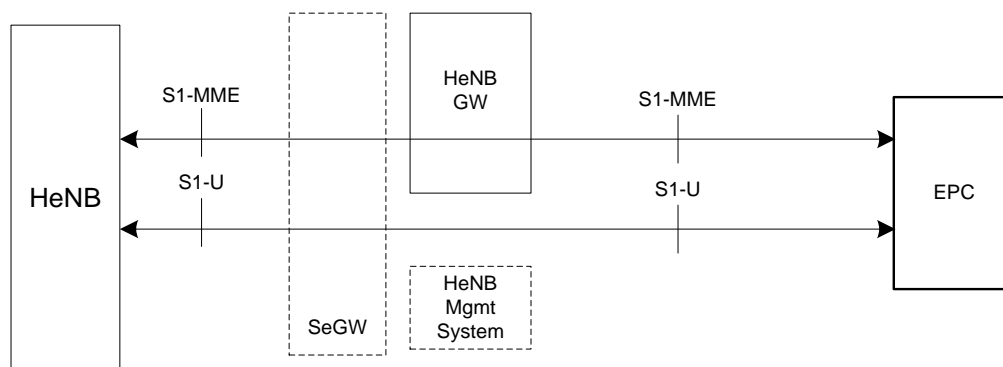 HeNB
GW
S1-MME
S1-MME
S1-U
S1-U
HeNB
EPC
HeNB
Mgmt
System
SeGW